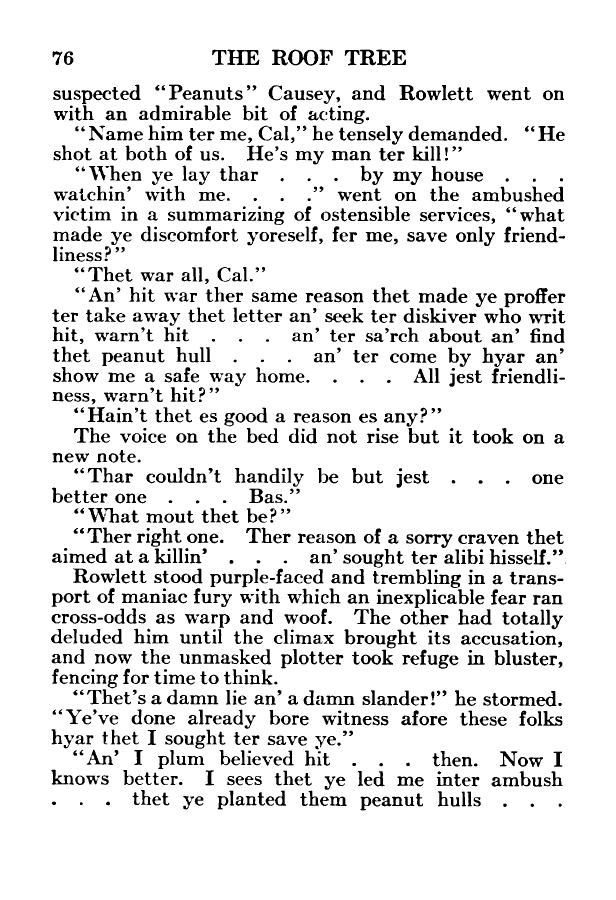 76 THE ROOF TREE
suspected "Peanuts" Causey, and Rowlett went on
with an admirable bit of acting.
"Name him ter me, Cal," he tensely demanded. "He
shot at both of us. He's my man ter kill!"
"When ye lay thar . . . by my house . . .
watchin' with me. . . ." went on the ambushed
victim in a summarizing of ostensible services, "what
made ye discomfort yoreself, fer me, save only friend-
liness?"
"Thet war all, Cal."
"An' hit war ther same reason thet made ye proffer
ter take away thet letter an' seek ter diskiver who writ
hit, warn't hit . . . an' ter sa'rch about an' find
thet peanut hull . . . an' ter come by hyar an'
show me a safe way home. . . . All jest friendli-
ness, warn't hit?"
"Hain't thet es good a reason es any?"
The voice on the bed did not rise but it took on a
new note.
"Thar couldn't handily be but jest . . . one
better one . . . Bas."
"What mout thet be?"
"Ther right one. Ther reason of a sorry craven thet
aimed at a killin' . . . an' sought ter alibi hisself."
Rowlett stood purple-faced and trembling in a trans-
port of maniac fury with which an inexplicable fear ran
cross-odds as warp and woof. The other had totally
deluded him until the climax brought its accusation,
and now the unmasked plotter took refuge in bluster,
fencing for time to think.
"Thet's a damn lie an' a damn slander!" he stormed.
"Ye've done already bore witness afore these folks
hyar thet I sought ter save ye."
"An' I plum believed hit . . . then. Now I
knows better. I sees thet ye led me inter ambush
. . . thet ye planted them peanut hulls . . .